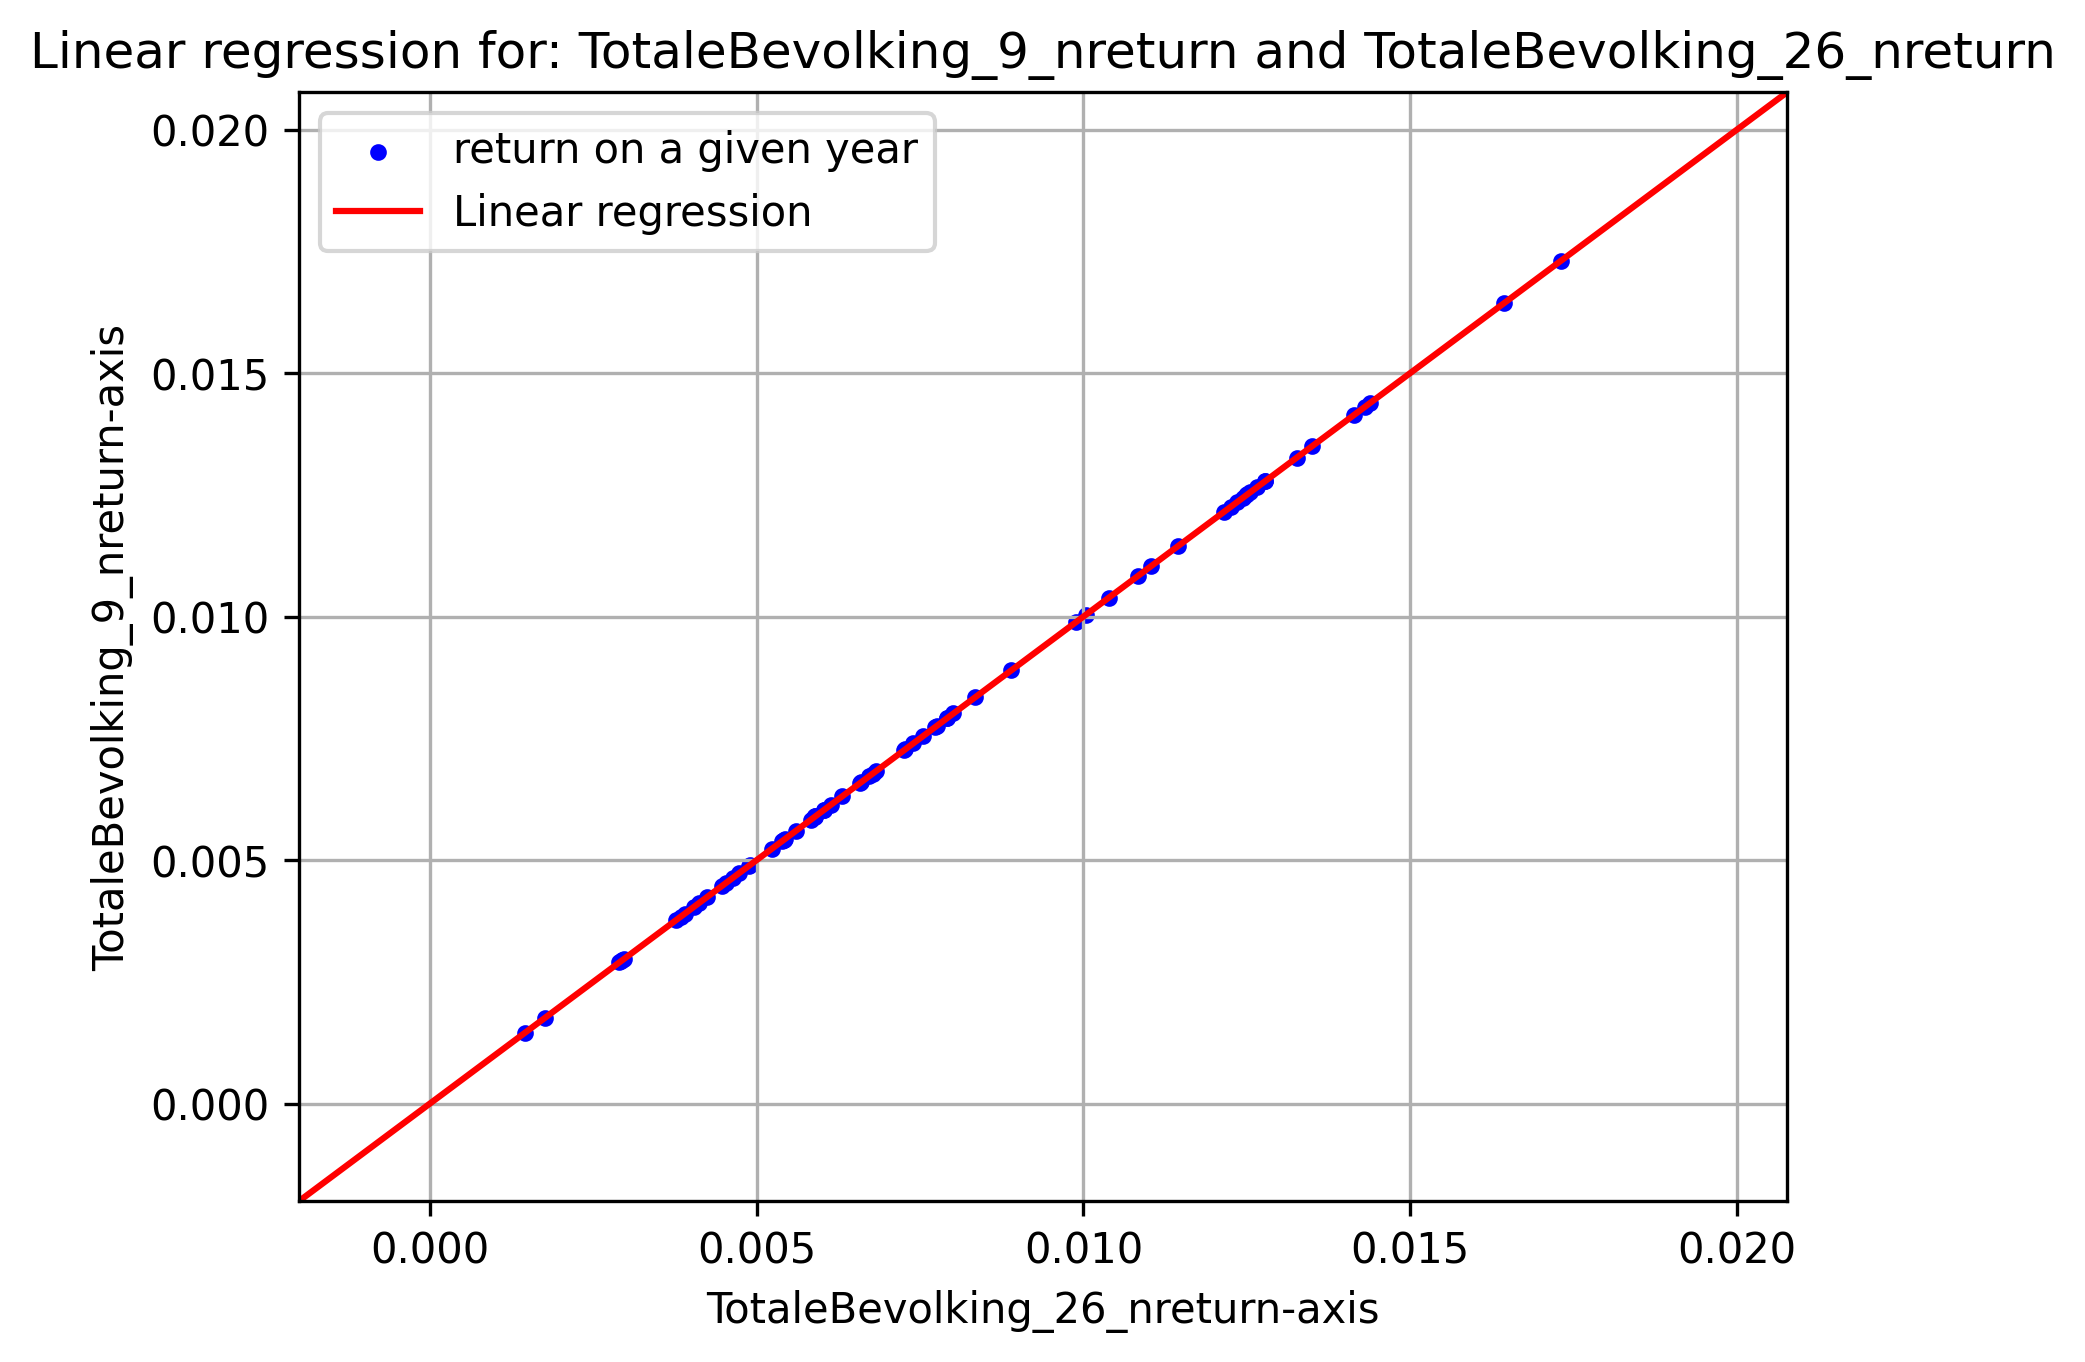 Linear regression for: TotaleBevolking_9_nreturn and TotaleBevolking_26_nreturn
return on a given year
Linear regression
TotaleBevolking_9_nreturn-axis
0.020
0.015
0.010
0.005
0.000
0.000 0.005 0.010 0.015 0.020
TotaleBevolking_26_nreturn-axis